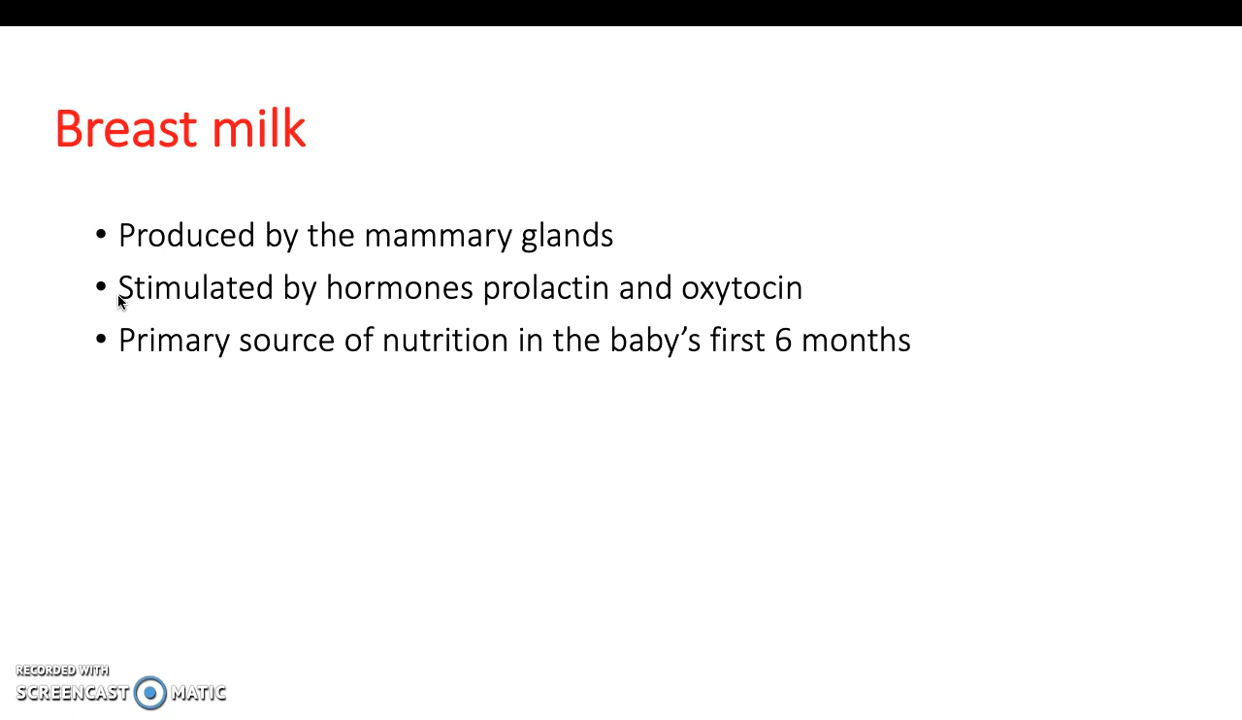 Breast milk
• Produced by the mammary glands
• Stimulated by hormones prolactin and oxytocin
• Primary source of nutrition in the baby’s first 6 months
RECORDED WITH
SCREENCAST MATIC